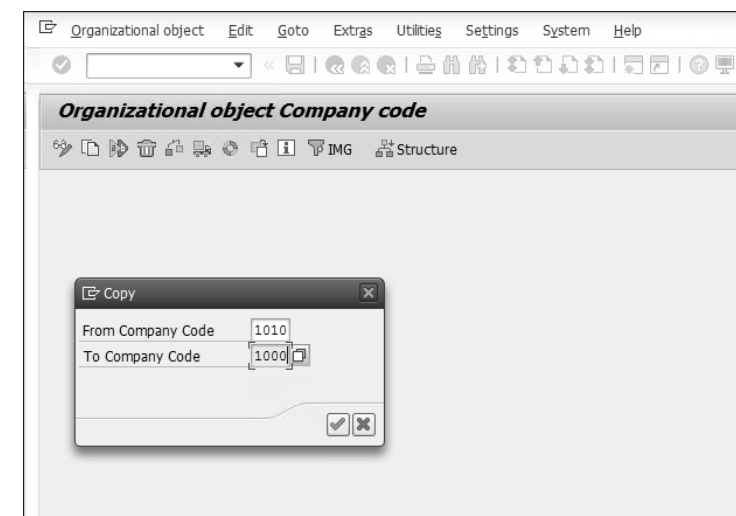 Organizational object Edit Goto Extras Utilities Settings System Help
Organizational object Company code
IMG Structure
Copy
From Company Code 1010
To Company Code 1000